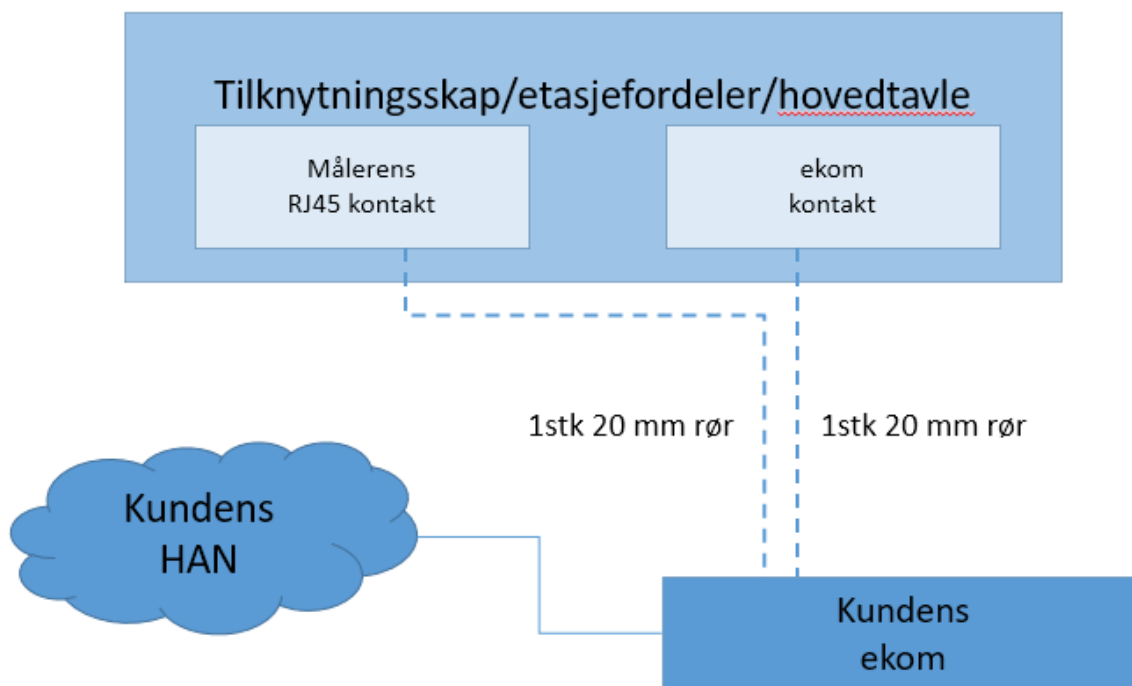 Tilknytningsskap/etasjefordeler/hovedtavle
Målerens
RJ45 kontakt
ekom
kontakt
1stk 20 mm rør
1stk 20 mm rør
Kundens
HAN
Kundens
ekom